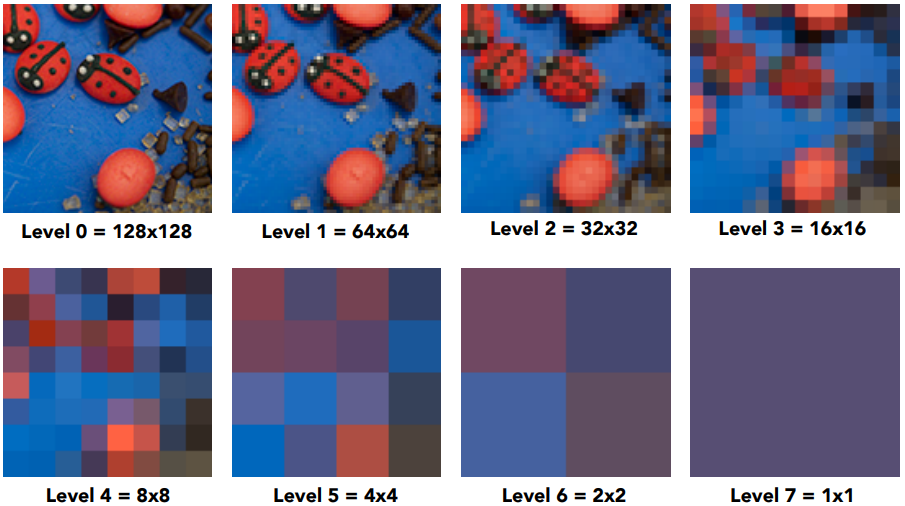 Level 0 = 128x128
Level 1 = 64x64
Level 2 = 32x32
Level 3 = 16x16
Level 4 = 8x8
Level 5 = 4x4
Level 6 = 2x2
Level 7 = 1x1